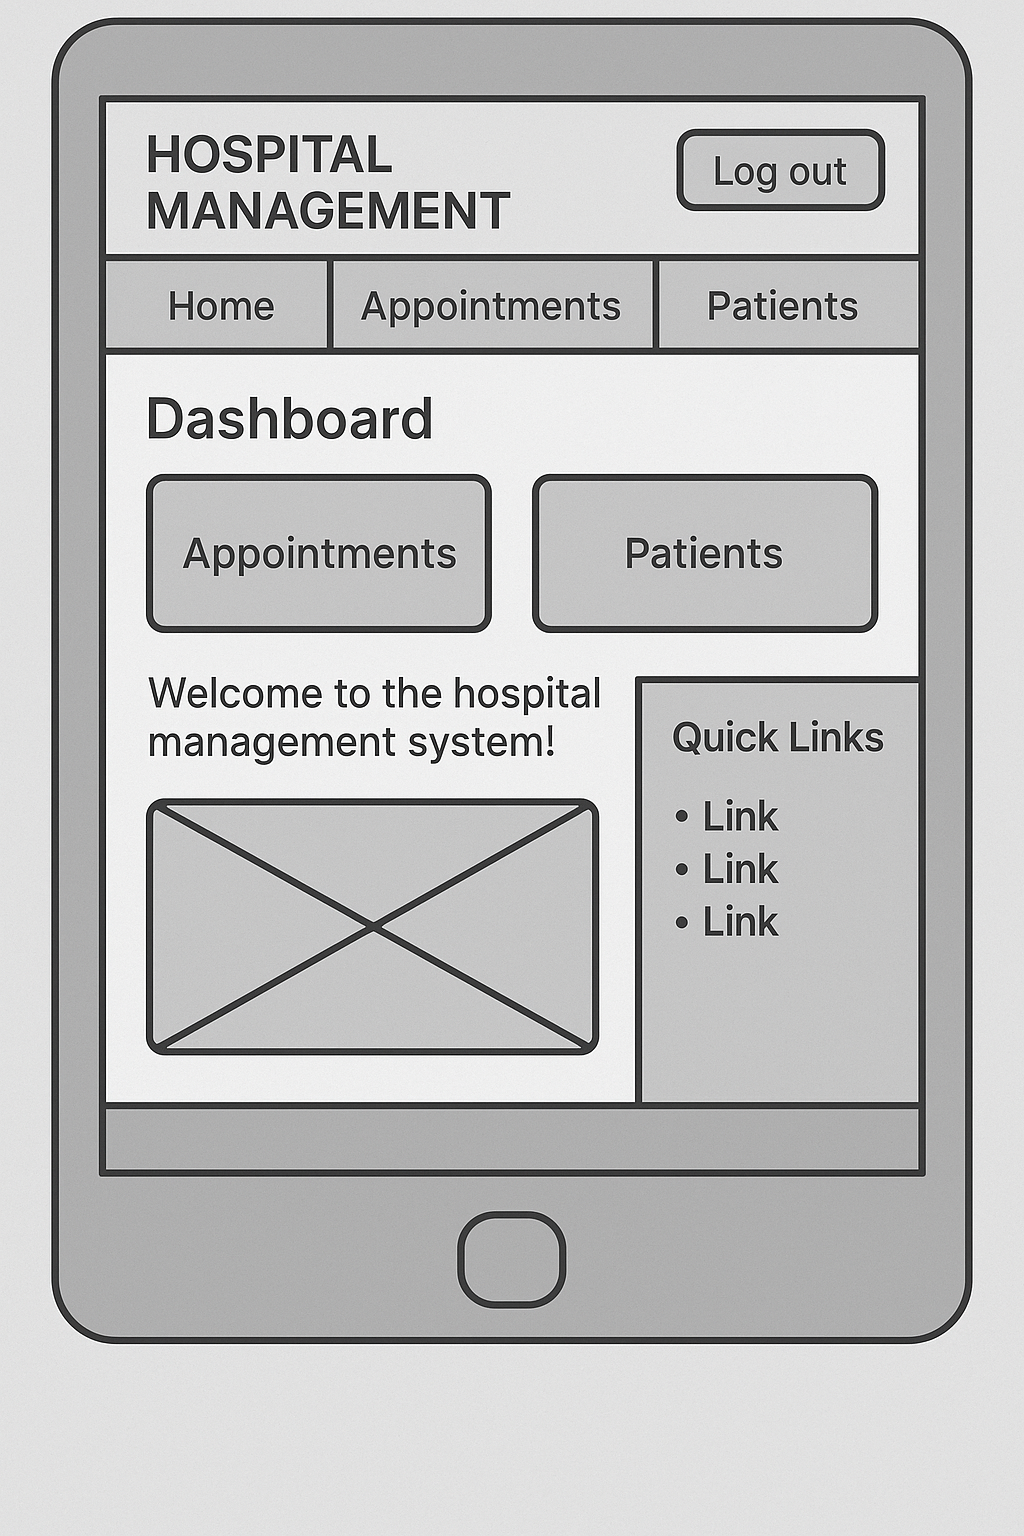 HOSPITAL
MANAGEMENT
Log out
Home
Appointments
Patients
Dashboard
Appointments
Patients
Welcome to the hospital
management system!
Quick Links
• Link
• Link
• Link